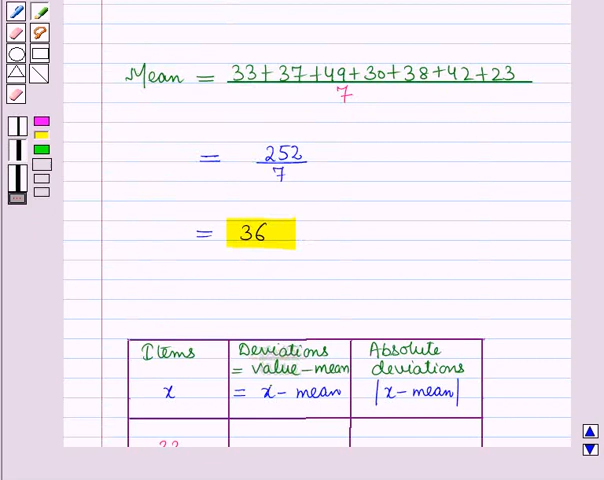 Mean = 33+37+49+30+38+42+23
7
= 252
7
= 36
Items
x
Deviations
= value-mean
= x- mean
Absolute
deviations
|x-mean|